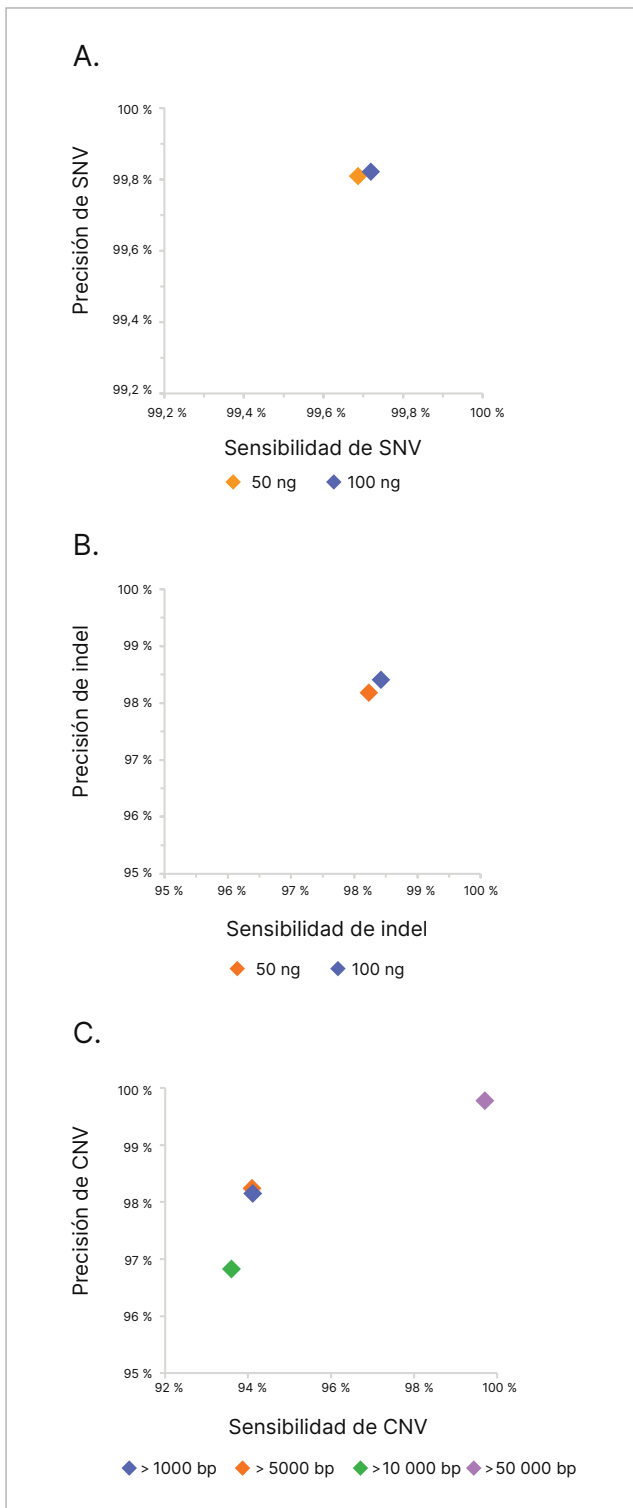 A.
Precisión de SNV
100 %
99,8 %
99,6 %
99,4 %
99,2 %
99,2 % 99,4 % 99,6 % 99,8 % 100 %
Sensibilidad de SNV
50 ng 100 ng
B.
Precisión de indel
100 %
99 %
98 %
97 %
96 %
95 %
95 % 96 % 97 % 98 % 99 % 100 %
Sensibilidad de indel
50 ng 100 ng
C.
Precisión de CNV
100 %
99 %
98 %
97 %
96 %
95 %
92 % 94 % 96 % 98 % 100 %
Sensibilidad de CNV
> 1000 bp > 5000 bp >10 000 bp >50 000 bp